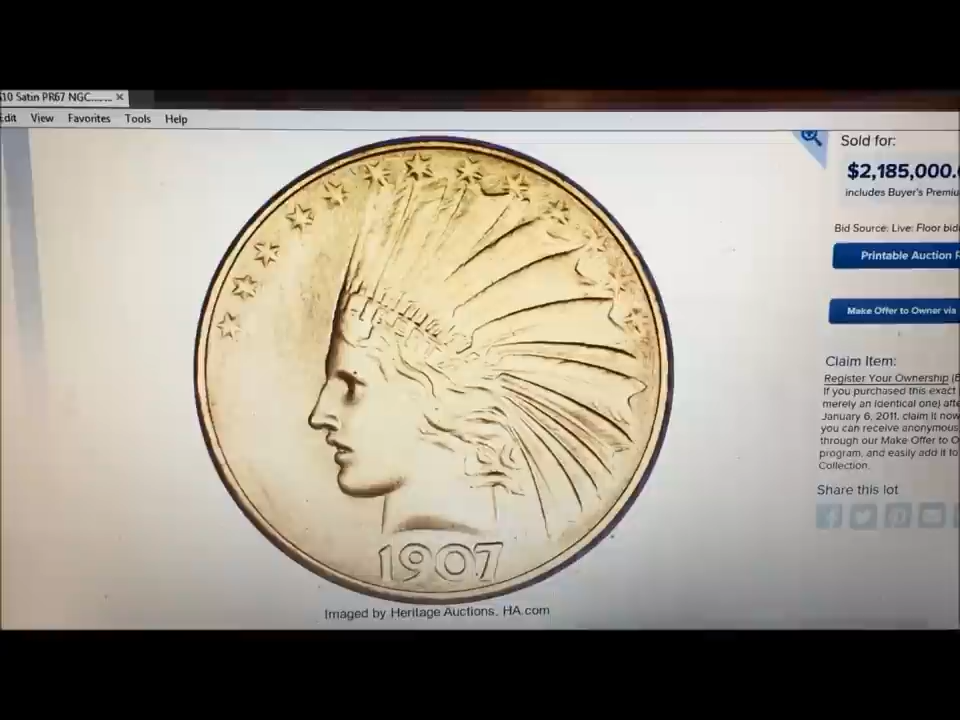 $10 Satin PR67 NGC......
Edit View Favorites Tools Help
Sold for:
$2,185,000.
includes Buyer's Premiu
Bid Source: Live: Floor bid
Printable Auction R
Make Offer to Owner via
Claim Item:
Register Your Ownership (B
If you purchased this exact
merely an identical one) afte
January 6, 2011, claim it now
you can receive anonymous
through our Make Offer to O
program, and easily add it to
Collection.
Share this lot
LIBERTY
1907
Imaged by Heritage Auctions, HA.com